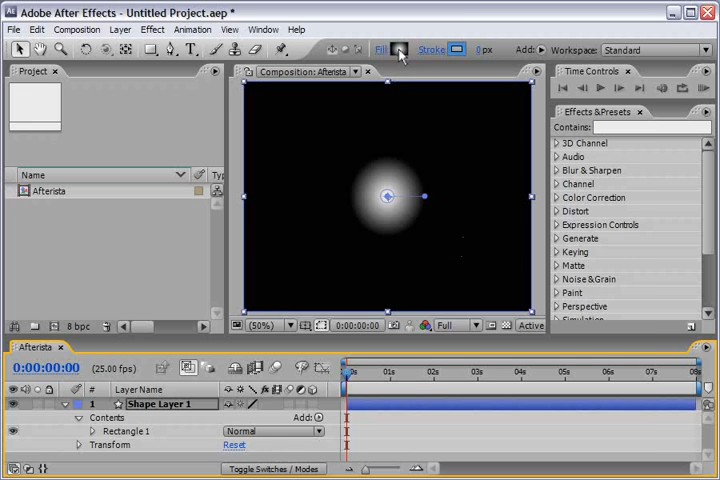 Adobe After Effects - Untitled Project.aep *
File Edit Composition Layer Effect Animation View Window Help
Fill Stroke px Add: Workspace: Standard
Project × Composition: Afterista × Time Controls ×
Effects & Presets ×
Contains:
3D Channel
Audio
Blur & Sharpen
Channel
Color Correction
Distort
Expression Controls
Generate
Keying
Matte
Noise & Grain
Paint
Perspective
Name
Afterista
8 bpc
(50%) 0:00:00:00 Full Active
Afterista ×
0:00:00:00 (25.00 fps)
0s 01s 02s 03s 04s 05s 06s 07s 08s
# Layer Name
1 Shape Layer 1
Contents Add:
Rectangle 1 Normal
Transform Reset
Toggle Switches / Modes